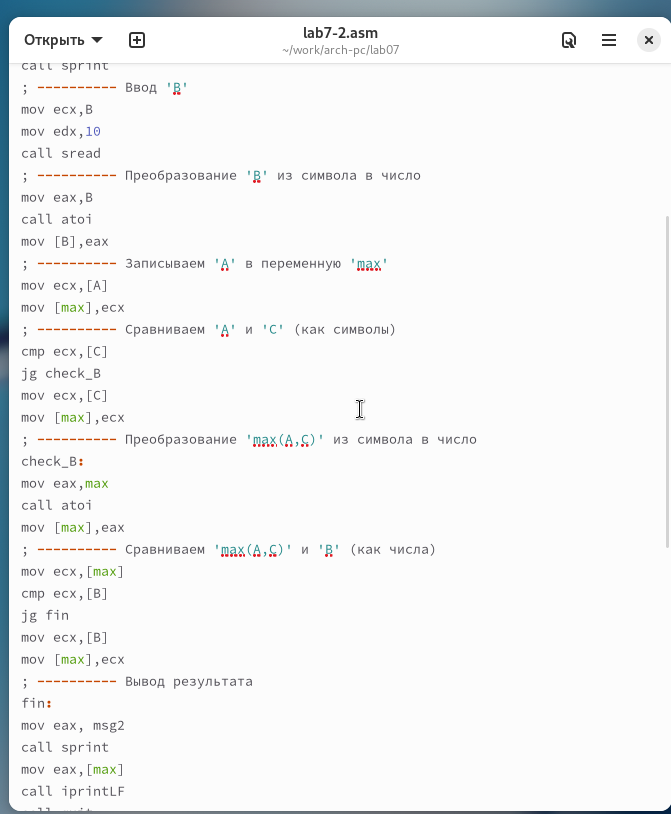 Открыть
lab7-2.asm
~/work/arch-pc/lab07
call sprint
; ---------- Ввод 'B'
mov ecx,B
mov edx,10
call sread
; ---------- Преобразование 'B' из символа в число
mov eax,B
call atoi
mov [B],eax
; ---------- Записываем 'A' в переменную 'max'
mov ecx,[A]
mov [max],ecx
; ---------- Сравниваем 'A' и 'C' (как символы)
cmp ecx,[C]
jg check_B
mov ecx,[C]
mov [max],ecx
; ---------- Преобразование 'max(A,C)' из символа в число
check_B:
mov eax,max
call atoi
mov [max],eax
; ---------- Сравниваем 'max(A,C)' и 'B' (как числа)
mov ecx,[max]
cmp ecx,[B]
jg fin
mov ecx,[B]
mov [max],ecx
; ---------- Вывод результата
fin:
mov eax, msg2
call sprint
mov eax,[max]
call iprintLF